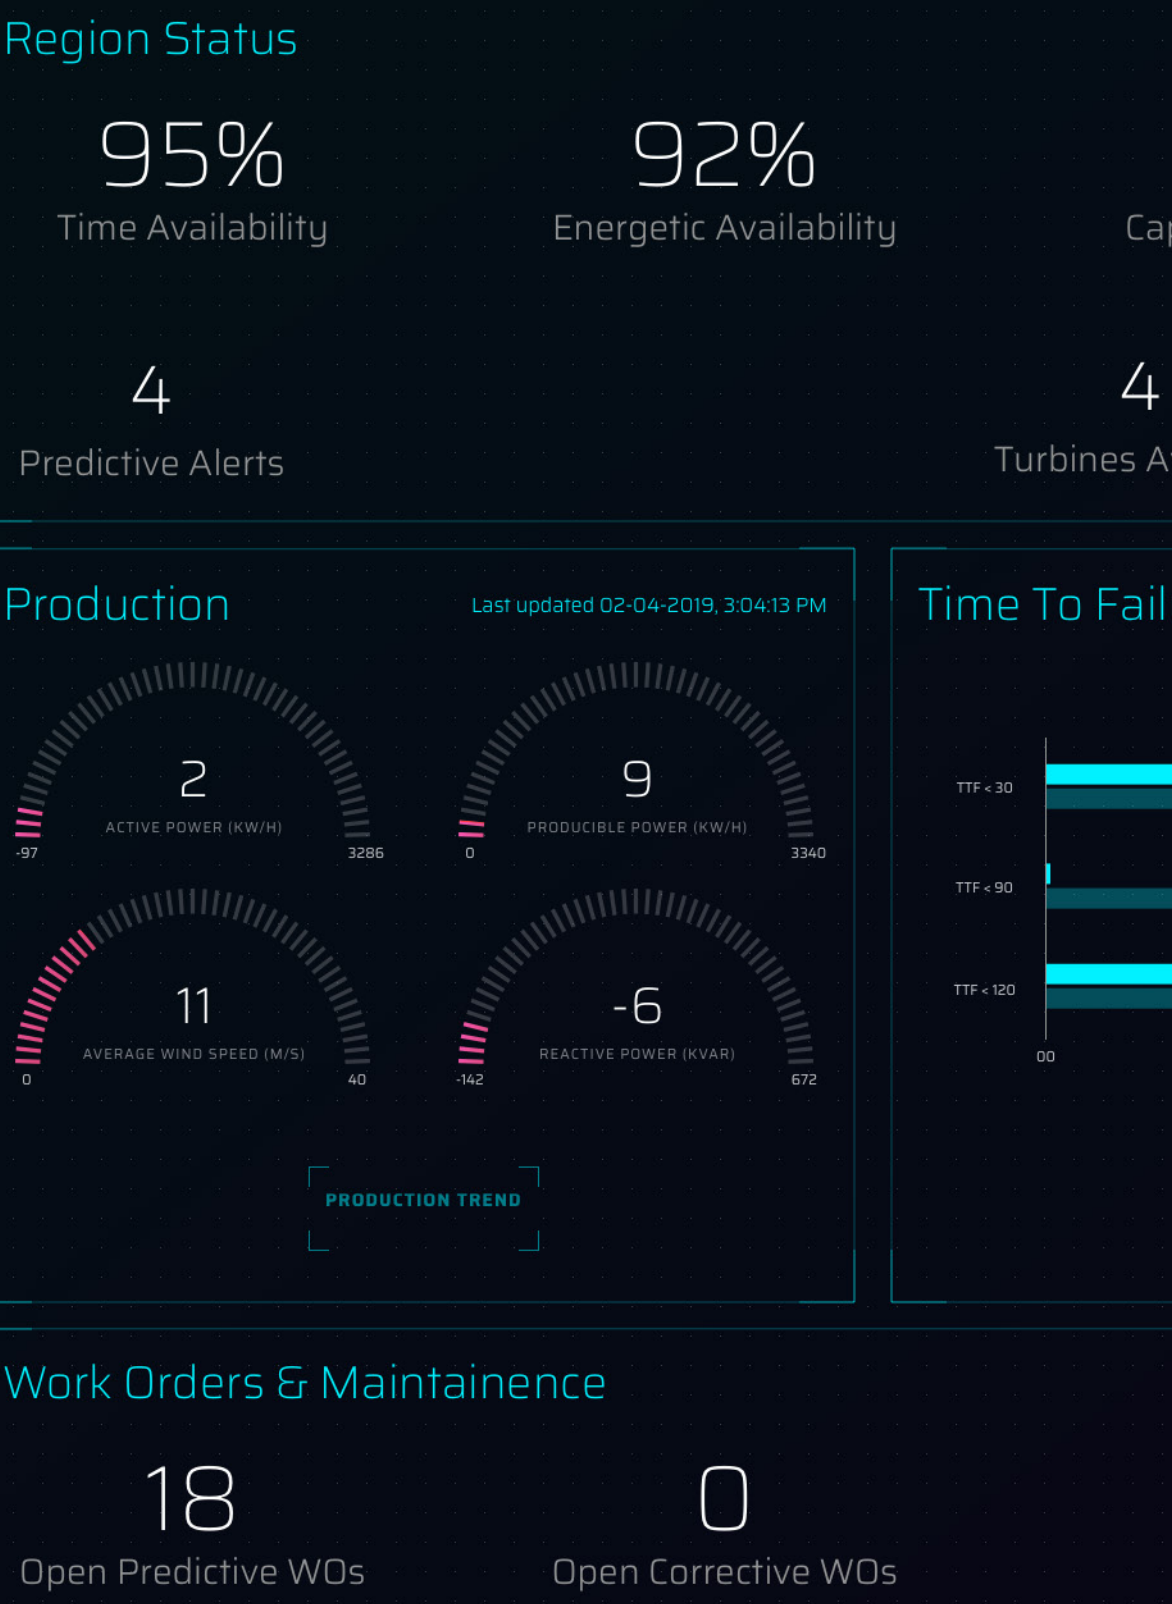 Region Status
95%
92%
Time Availability
Energetic Availability
4
4
Predictive Alerts
Turbines
Production
Last updated 02-04-2019, 3:04:13 PM
Time To Fail
2
ACTIVE POWER (KW/H)
-97
3286
9
PRODUCIBLE POWER (KW/H)
0
3340
11
AVERAGE WIND SPEED (M/S)
0
40
-6
REACTIVE POWER (KVAR)
-142
672
PRODUCTION TREND
TTF < 30
TTF < 90
TTF < 120
00
Work Orders & Maintainence
18
0
Open Predictive WOs
Open Corrective WOs